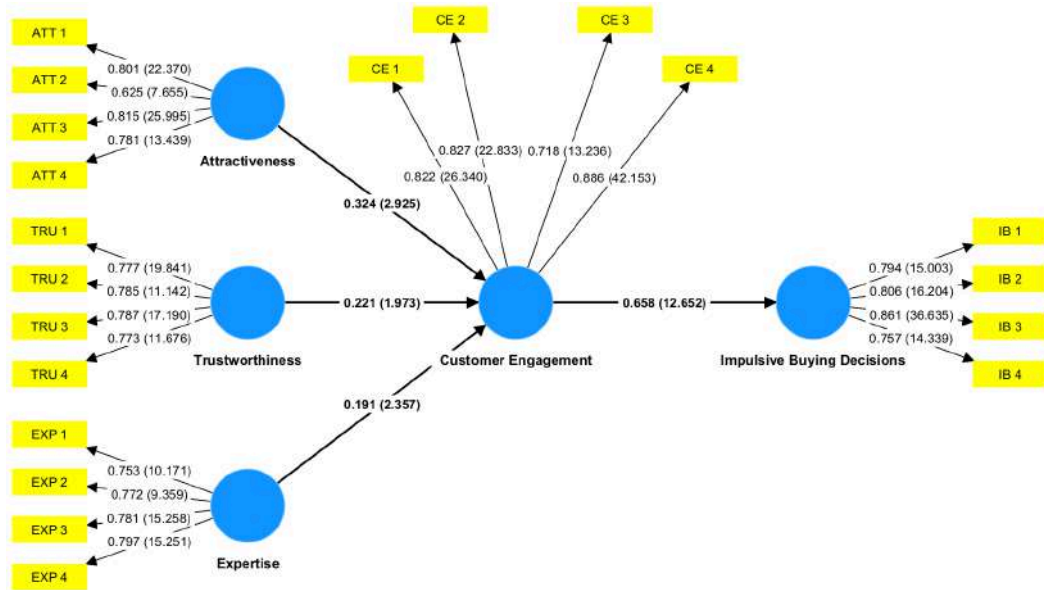 CE 2
CE 3
ATT 1
CE 1
CE 4
0.801 (22.370)
ATT 2
0.625 (7.655)
0.815 (25.995)
ATT 3
0.781 (13.439)
ATT 4
Attractiveness
0.827 (22.833)
0.718 (13.236)
0.822 (26.340)
0.886 (42.153)
0.324 (2.925)
TRU 1
0.777 (19.841)
TRU 2
0.785 (11.142)
0.787 (17.190)
TRU 3
0.773 (11.676)
TRU 4
Trustworthiness
0.221 (1.973)
Customer Engagement
0.658 (12.652)
Impulsive Buying Decisions
IB 1
0.794 (15.003)
IB 2
0.806 (16.204)
0.861 (36.635)
IB 3
0.757 (14.339)
IB 4
0.191 (2.357)
EXP 1
0.753 (10.171)
EXP 2
0.772 (9.359)
0.781 (15.258)
EXP 3
0.797 (15.251)
EXP 4
Expertise